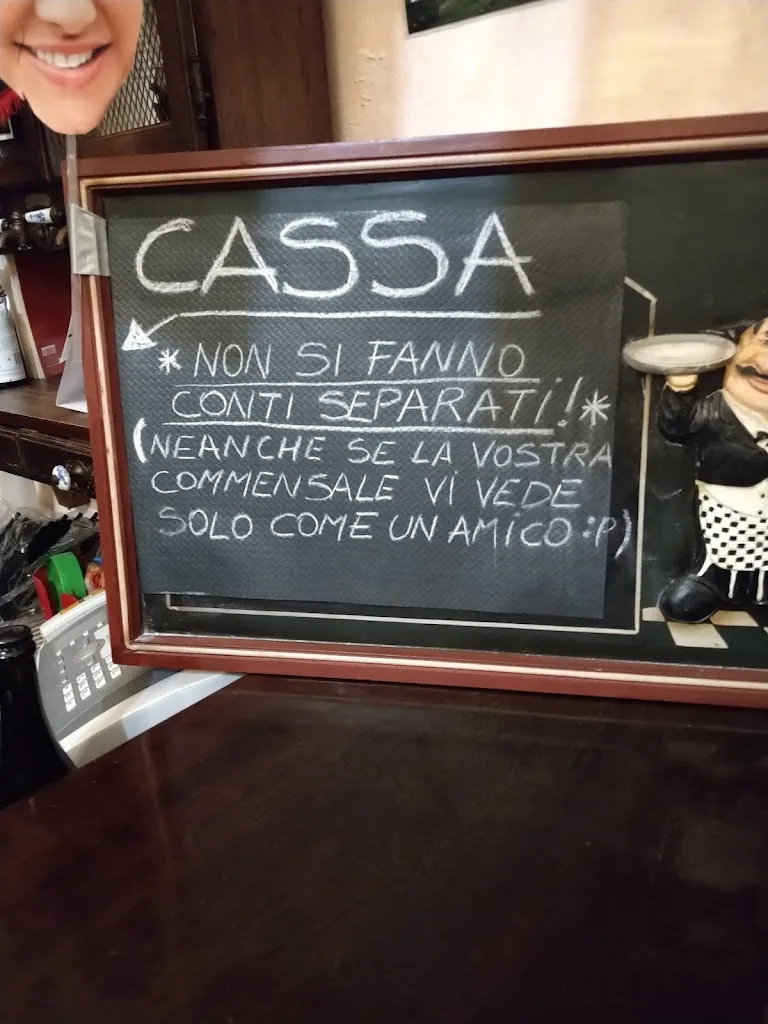 CASSA
*NON SI FANNO
CONTI SEPARATI!*
(NEANCHE SE LA VOSTRA
COMMENSALE VI VEDE
SOLO COME UN AMICO :P)